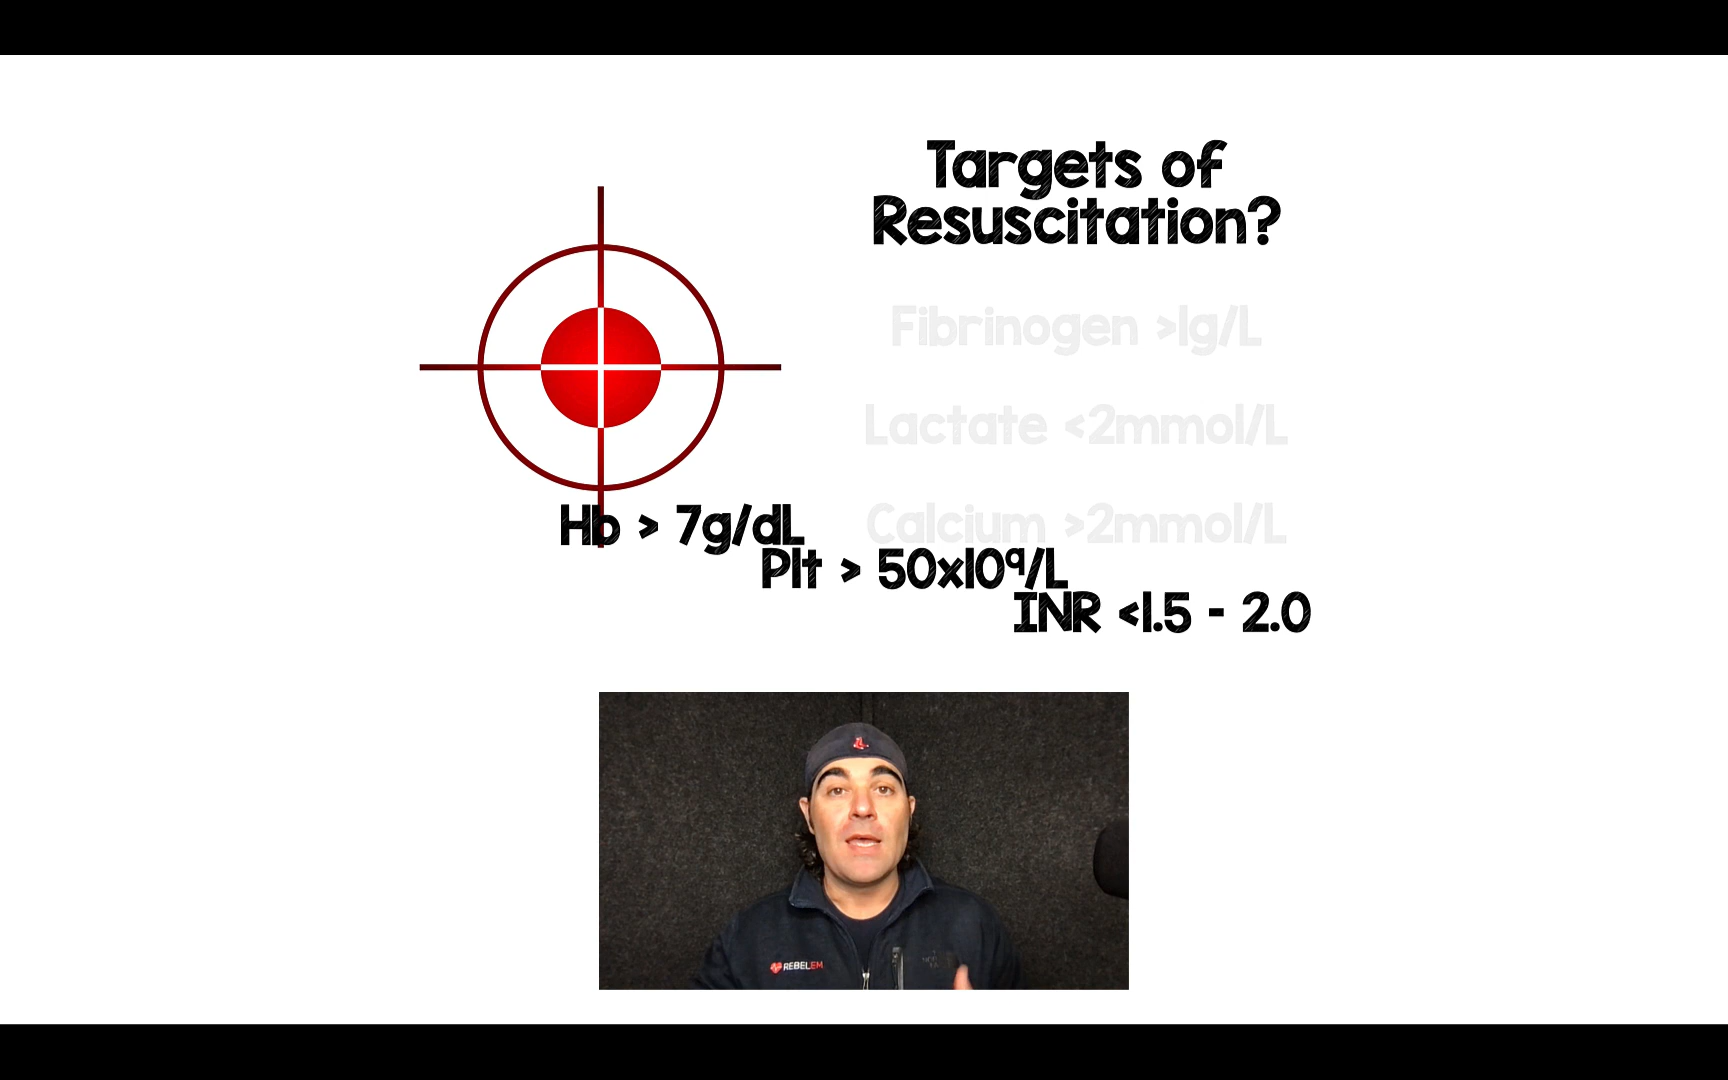 Targets of
Resuscitation?
Fibrinogen >1g/L
Lactate <2mmol/L
Calcium >2mmol/L
Hb > 7g/dL
Plt > 50x10⁹/L
INR <1.5 - 2.0
REBELEM